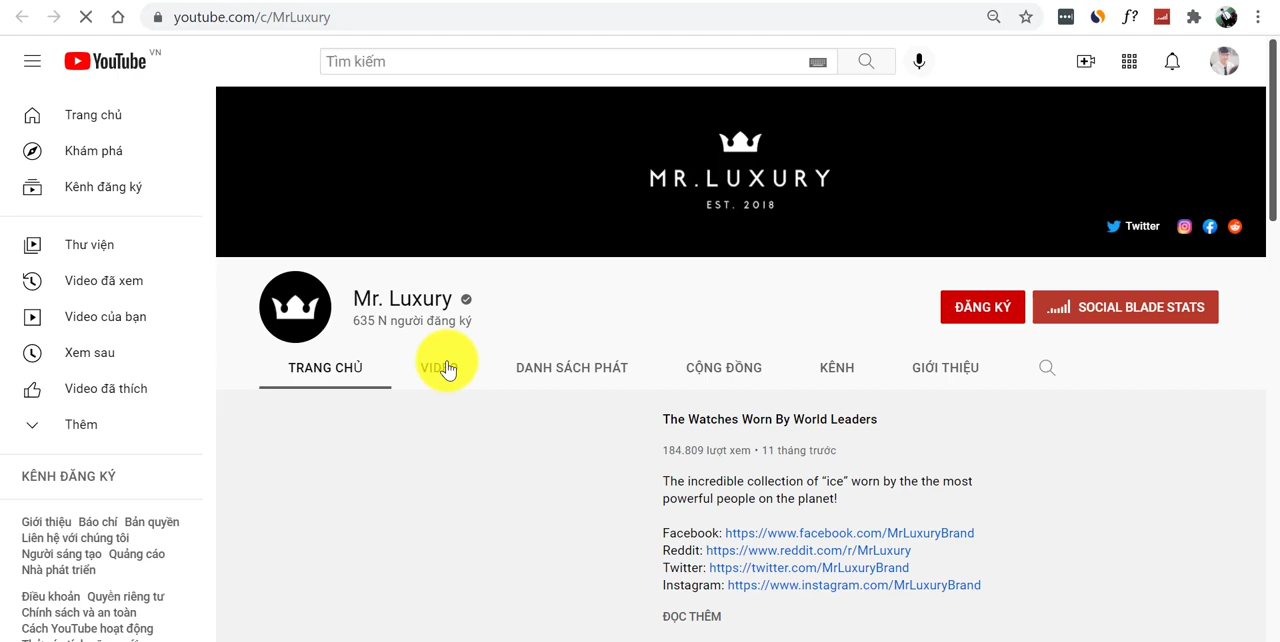 youtube.com/c/MrLuxury
f?
YouTube VN
Tìm kiếm
Trang chủ
Khám phá
Kênh đăng ký
Thư viện
Video đã xem
Video của bạn
Xem sau
Video đã thích
Thêm
KÊNH ĐĂNG KÝ
Giới thiệu Báo chí Bản quyền
Liên hệ với chúng tôi
Người sáng tạo Quảng cáo
Nhà phát triển
Điều khoản Quyền riêng tư
Chính sách và an toàn
Cách YouTube hoạt động
MR.LUXURY
EST. 2018
Twitter
Mr. Luxury
635 N người đăng ký
ĐĂNG KÝ
SOCIAL BLADE STATS
TRANG CHỦ VIDEO DANH SÁCH PHÁT CỘNG ĐỒNG KÊNH GIỚI THIỆU
The Watches Worn By World Leaders
184.809 lượt xem • 11 tháng trước
The incredible collection of “ice” worn by the the most
powerful people on the planet!
Facebook: https://www.facebook.com/MrLuxuryBrand
Reddit: https://www.reddit.com/r/MrLuxury
Twitter: https://twitter.com/MrLuxuryBrand
Instagram: https://www.instagram.com/MrLuxuryBrand
ĐỌC THÊM